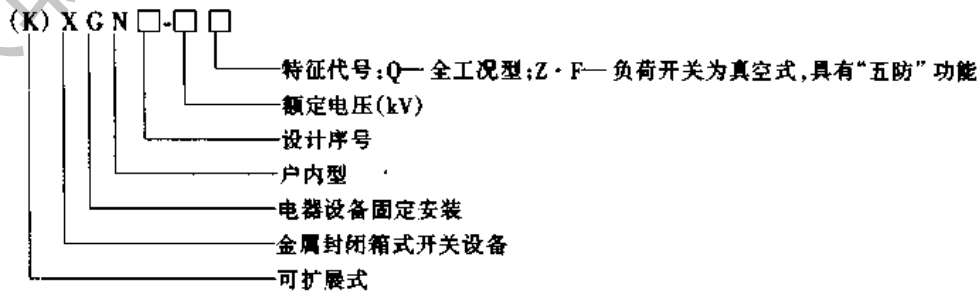 (K) X G N □-□ □
特征代号:Q—全工况型;Z·F—负荷开关为真空式,具有“五防”功能
额定电压(kV)
设计序号
户内型
电器设备固定安装
金属封闭箱式开关设备
可扩展式